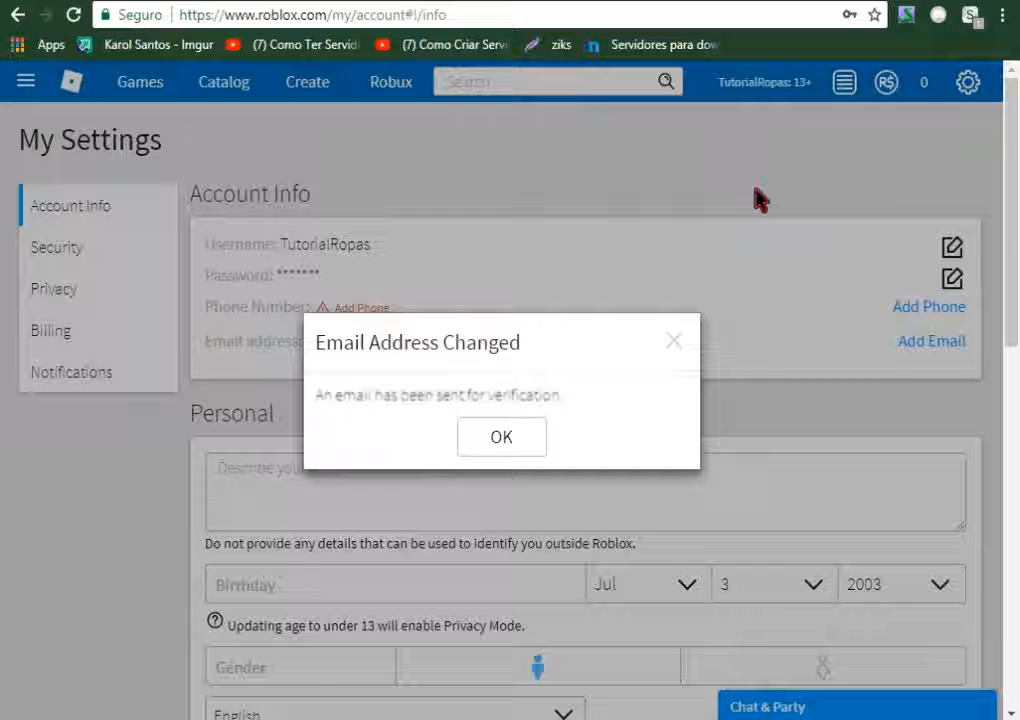 Seguro https://www.roblox.com/my/account#!/info
Apps Karol Santos - Imgur (7) Como Ter Servid (7) Como Criar Serv ziks n Servidores para dow
Games Catalog Create Robux Search TutorialRopas: 13+ R$ 0
My Settings
Account Info
Security
Privacy
Billing
Notifications
Account Info
Username: TutorialRopas
Password: *******
Phone Number: Add Phone Add Phone
Email address: Add Email
Email Address Changed
An email has been sent for verification.
OK
Personal
Describe yo
Do not provide any details that can be used to identify you outside Roblox.
Birthday Jul 3 2003
Updating age to under 13 will enable Privacy Mode.
Gender
English
Chat & Party